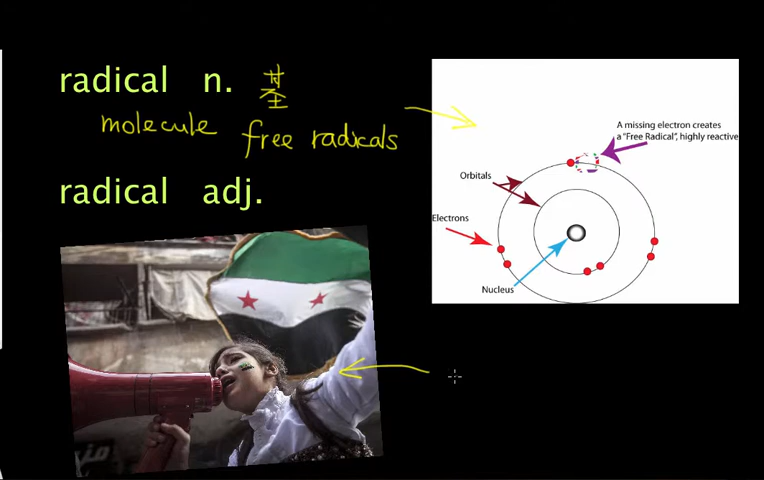 radical n. 基
molecule free radicals
radical adj.
A missing electron creates
a "Free Radical", highly reactive
Orbitals
Electrons
Nucleus